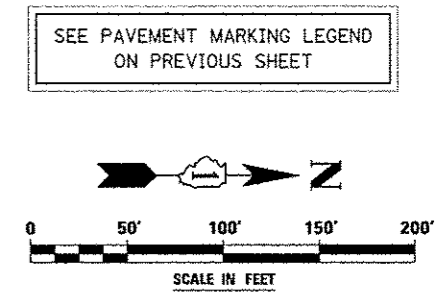 SEE PAVEMENT MARKING LEGEND
ON PREVIOUS SHEET
N
0 50' 100' 150' 200'
SCALE IN FEET